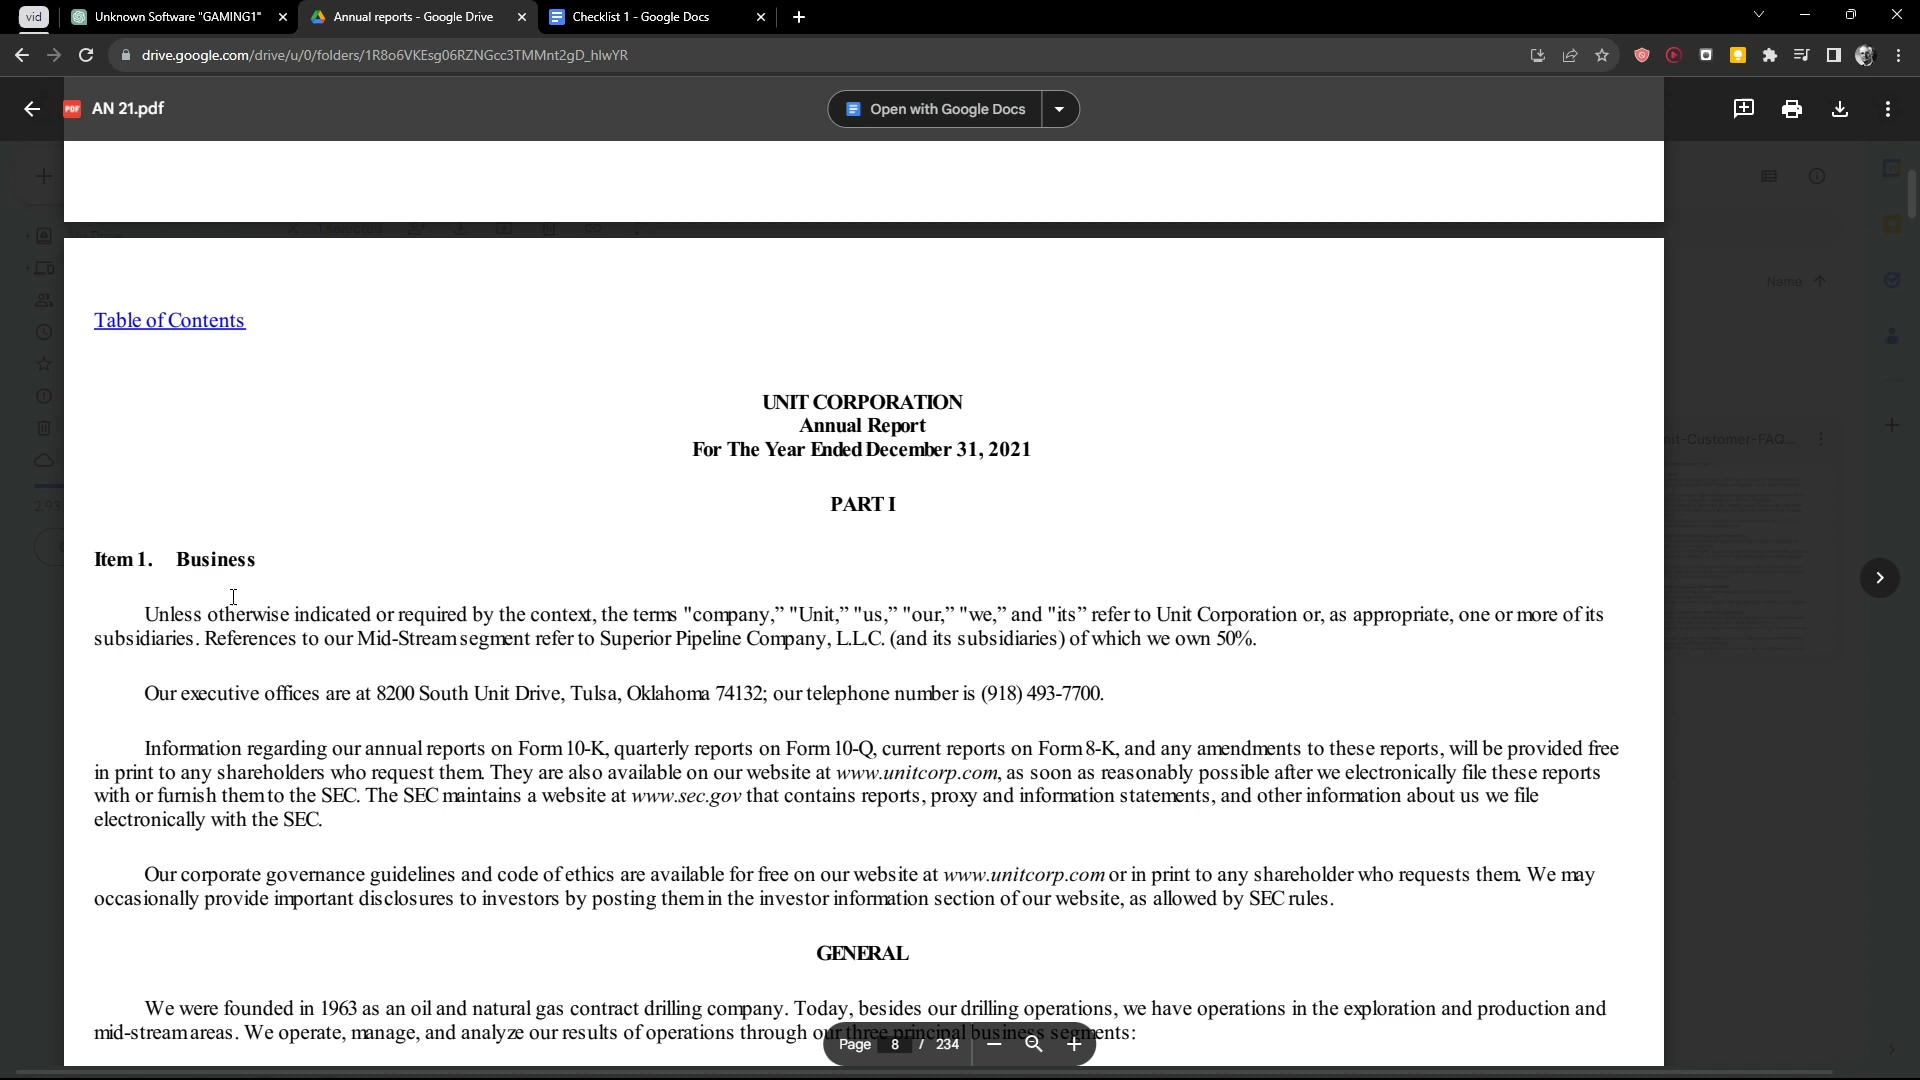 vid
Unknown Software "GAMING1"
Annual reports - Google Drive
Checklist 1 - Google Docs
drive.google.com/drive/u/0/folders/1R8o6VKEsg06RZNGcc3TMMnt2gD_hlwYR
PDF
AN 21.pdf
Open with Google Docs
1 selected
Name
Table of Contents
UNIT CORPORATION
Annual Report
For The Year Ended December 31, 2021
PART I
nit-Customer-FAQ...
2.93
Item 1. Business
Unless otherwise indicated or required by the context, the terms "company,” "Unit,” "us,” "our,” "we,” and "its” refer to Unit Corporation or, as appropriate, one or more of its
subsidiaries. References to our Mid-Stream segment refer to Superior Pipeline Company, L.L.C. (and its subsidiaries) of which we own 50%.
Our executive offices are at 8200 South Unit Drive, Tulsa, Oklahoma 74132; our telephone number is (918) 493-7700.
Information regarding our annual reports on Form 10-K, quarterly reports on Form 10-Q, current reports on Form 8-K, and any amendments to these reports, will be provided free
in print to any shareholders who request them. They are also available on our website at www.unitcorp.com, as soon as reasonably possible after we electronically file these reports
with or furnish them to the SEC. The SEC maintains a website at www.sec.gov that contains reports, proxy and information statements, and other information about us we file
electronically with the SEC.
Our corporate governance guidelines and code of ethics are available for free on our website at www.unitcorp.com or in print to any shareholder who requests them. We may
occasionally provide important disclosures to investors by posting them in the investor information section of our website, as allowed by SEC rules.
GENERAL
We were founded in 1963 as an oil and natural gas contract drilling company. Today, besides our drilling operations, we have operations in the exploration and production and
mid-stream areas. We operate, manage, and analyze our results of operations through our three principal business segments:
Page 8 / 234